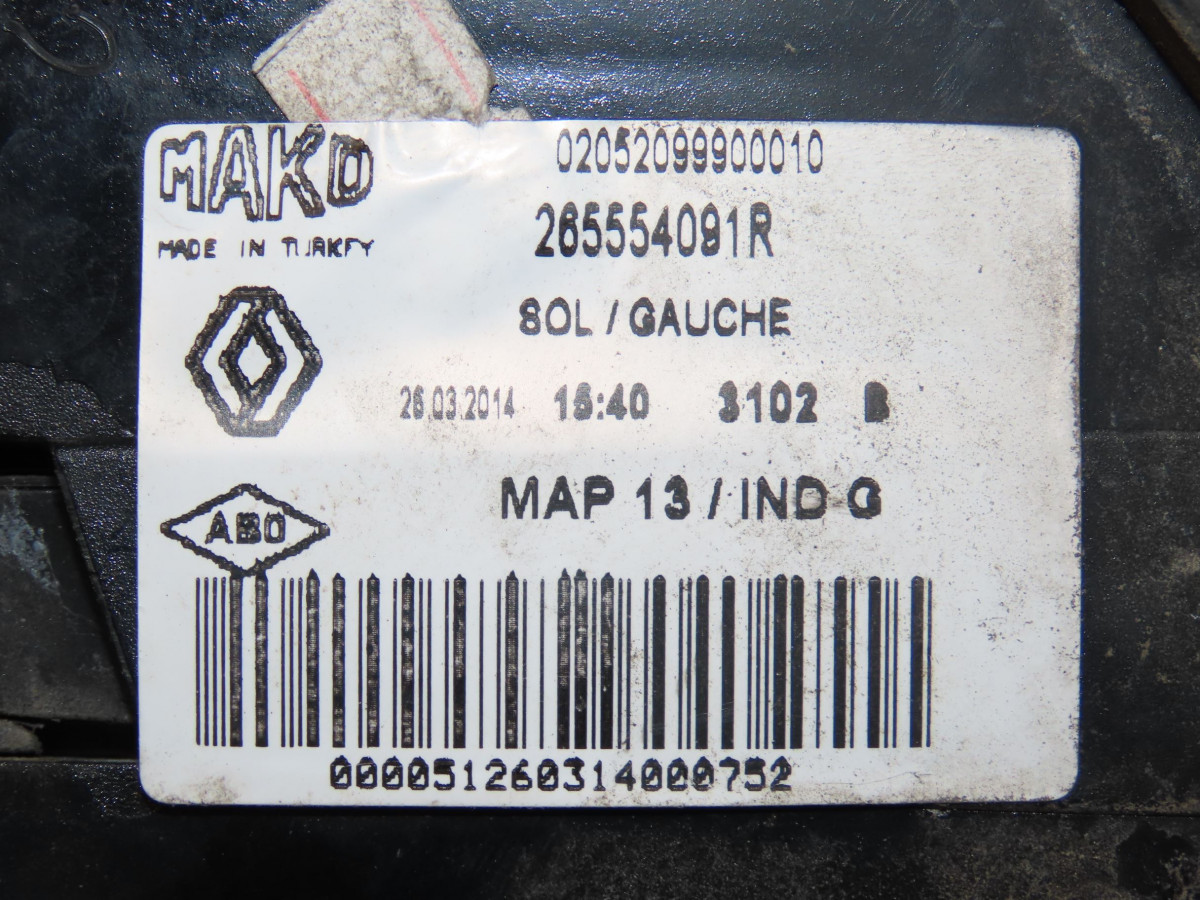 MAKO
02052099900010
MADE IN TURKEY
265554091R
SOL / GAUCHE
26.03.2014 15:40 3102 B
MAP 13 / IND G
ABO
000051260314000752